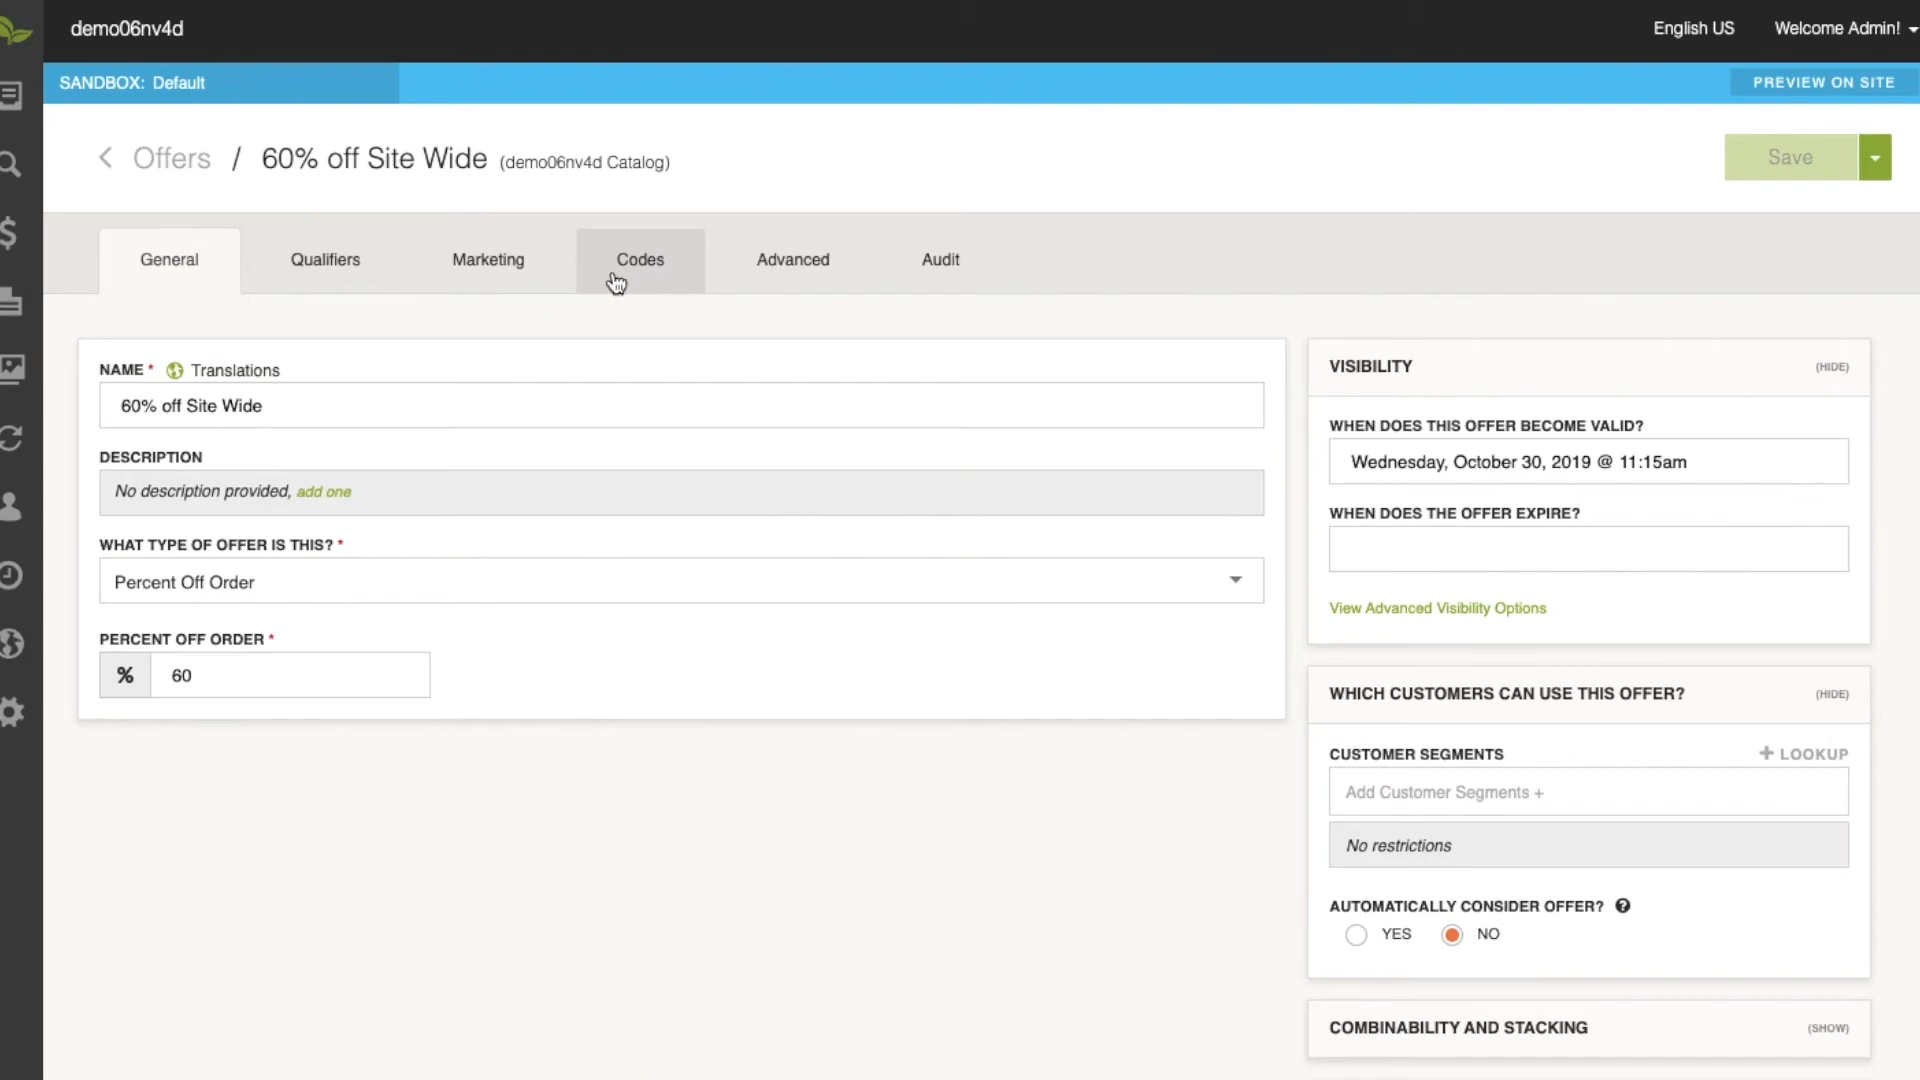 demo06nv4d
English US
Welcome Admin!
SANDBOX: Default
PREVIEW ON SITE
Offers / 60% off Site Wide (demo06nv4d Catalog)
Save
General
Qualifiers
Marketing
Codes
Advanced
Audit
NAME * Translations
60% off Site Wide
DESCRIPTION
No description provided, add one
WHAT TYPE OF OFFER IS THIS? *
Percent Off Order
PERCENT OFF ORDER *
% 60
VISIBILITY (HIDE)
WHEN DOES THIS OFFER BECOME VALID?
Wednesday, October 30, 2019 @ 11:15am
WHEN DOES THE OFFER EXPIRE?
View Advanced Visibility Options
WHICH CUSTOMERS CAN USE THIS OFFER? (HIDE)
CUSTOMER SEGMENTS + LOOKUP
Add Customer Segments +
No restrictions
AUTOMATICALLY CONSIDER OFFER? ?
YES NO
COMBINABILITY AND STACKING (SHOW)